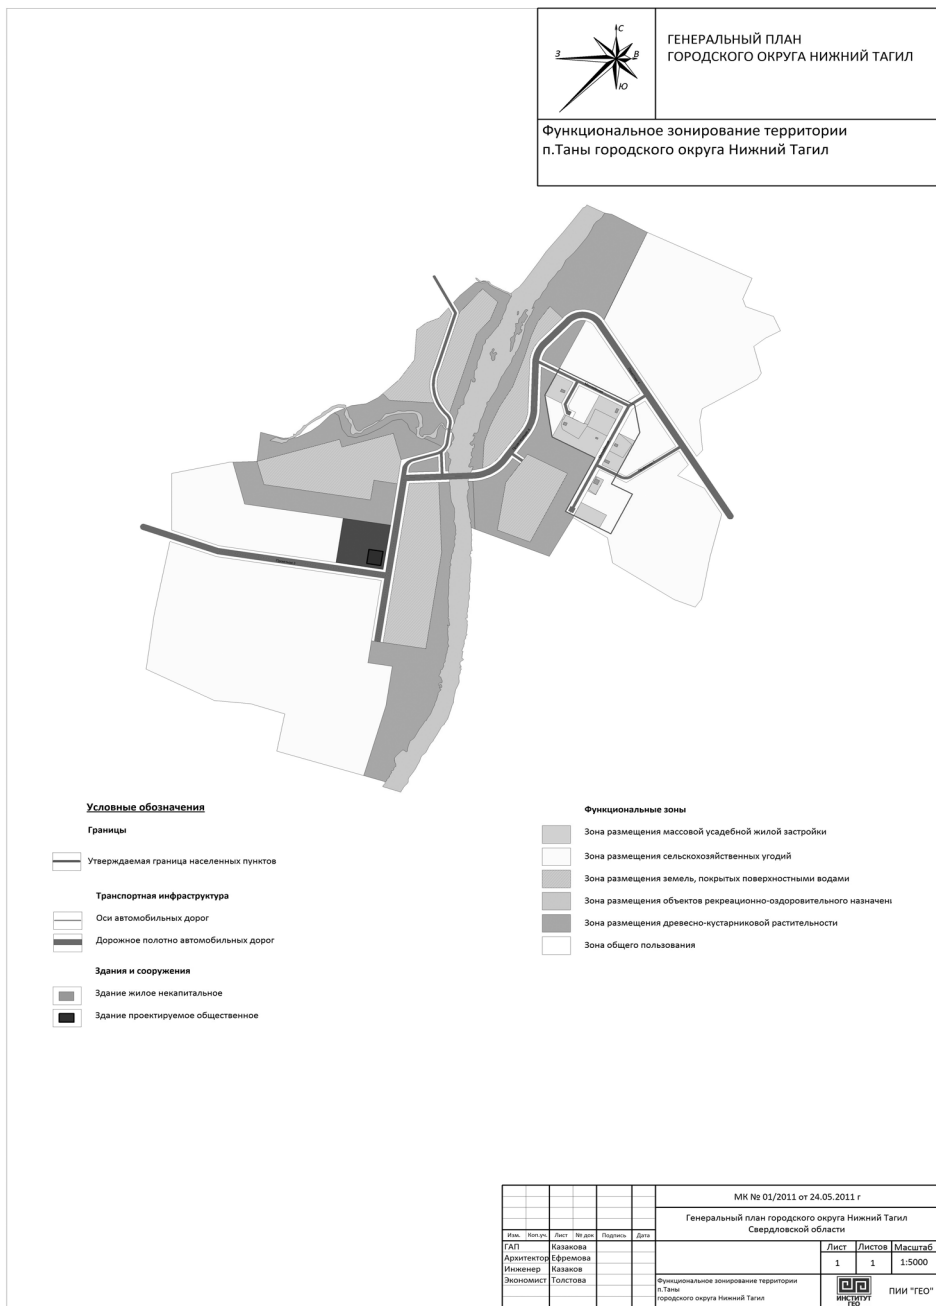 С
З
В
Ю
ГЕНЕРАЛЬНЫЙ ПЛАН
ГОРОДСКОГО ОКРУГА НИЖНИЙ ТАГИЛ
Функциональное зонирование территории
п.Таны городского округа Нижний Тагил
Условные обозначения
Границы
Утверждаемая граница населенных пунктов
Транспортная инфраструктура
Оси автомобильных дорог
Дорожное полотно автомобильных дорог
Здания и сооружения
Здание жилое некапитальное
Здание проектируемое общественное
Функциональные зоны
Зона размещения массовой усадебной жилой застройки
Зона размещения сельскохозяйственных угодий
Зона размещения земель, покрытых поверхностными водами
Зона размещения объектов рекреационно-оздоровительного назначени
Зона размещения древесно-кустарниковой растительности
Зона общего пользования
МК № 01/2011 от 24.05.2011 г
Генеральный план городского округа Нижний Тагил
Свердловской области
Изм. Кол.уч. Лист № док Подпись Дата
ГАП Казакова
Архитектор Ефремова
Инженер Казаков
Экономист Толстова
Лист Листов Масштаб
1 1 1:5000
Функциональное зонирование территории
п.Таны
городского округа Нижний Тагил
ИНСТИТУТ
ГЕО
ПИИ "ГЕО"